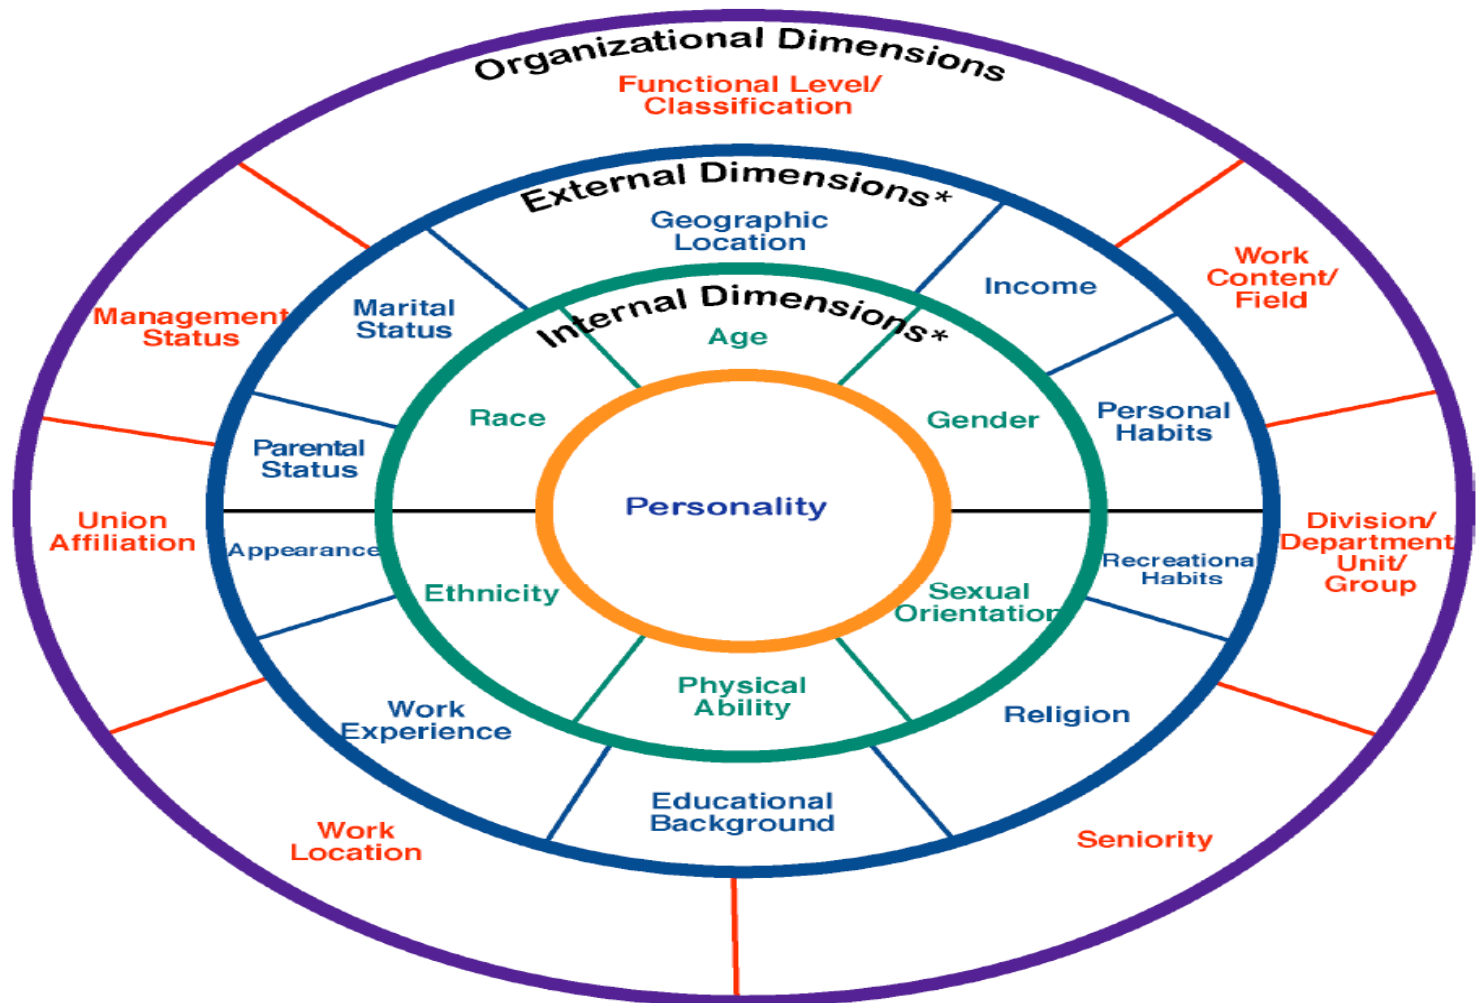 Organizational Dimensions
Functional Level/
Classification
External Dimensions*
Geographic
Location
Income
Work
Content/
Field
Marital
Status
Management
Status
Internal Dimensions*
Age
Race
Gender
Personal
Habits
Parental
Status
Personality
Union
Affiliation
Appearance
Division/
Department
Unit/
Group
Recreational
Habits
Ethnicity
Sexual
Orientation
Physical
Ability
Work
Experience
Religion
Educational
Background
Work
Location
Seniority